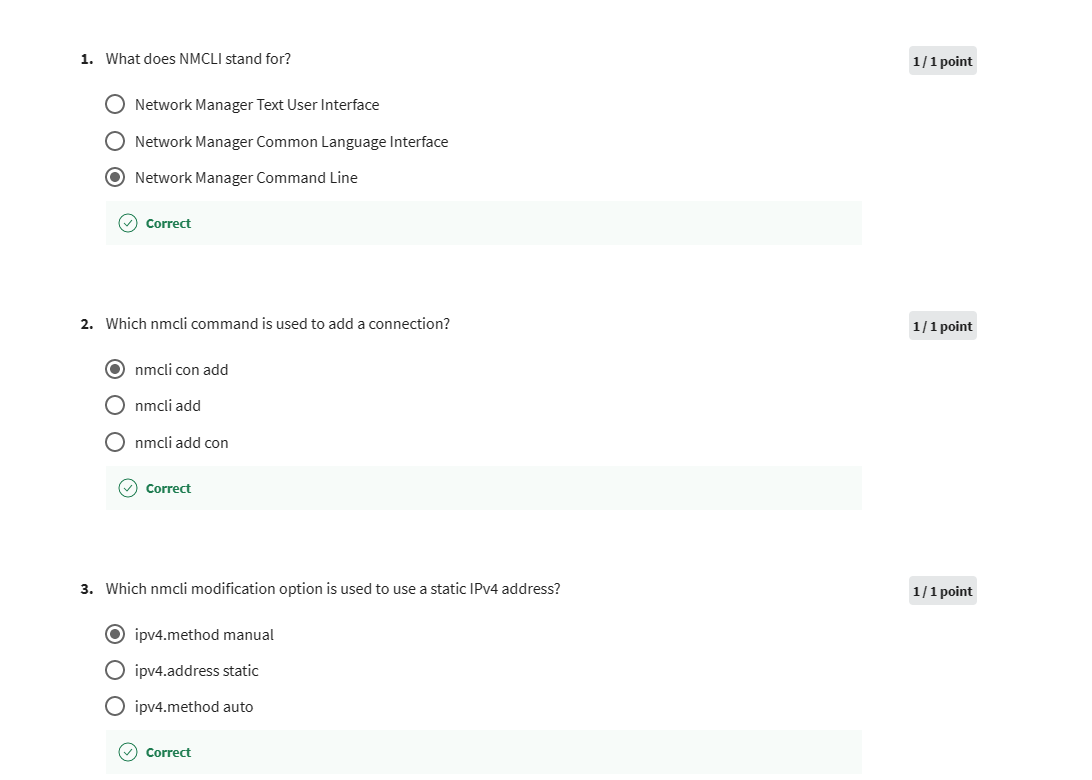 1. What does NMCLI stand for?
1 / 1 point
Network Manager Text User Interface
Network Manager Common Language Interface
Network Manager Command Line
Correct
2. Which nmcli command is used to add a connection?
1 / 1 point
nmcli con add
nmcli add
nmcli add con
Correct
3. Which nmcli modification option is used to use a static IPv4 address?
1 / 1 point
ipv4.method manual
ipv4.address static
ipv4.method auto
Correct